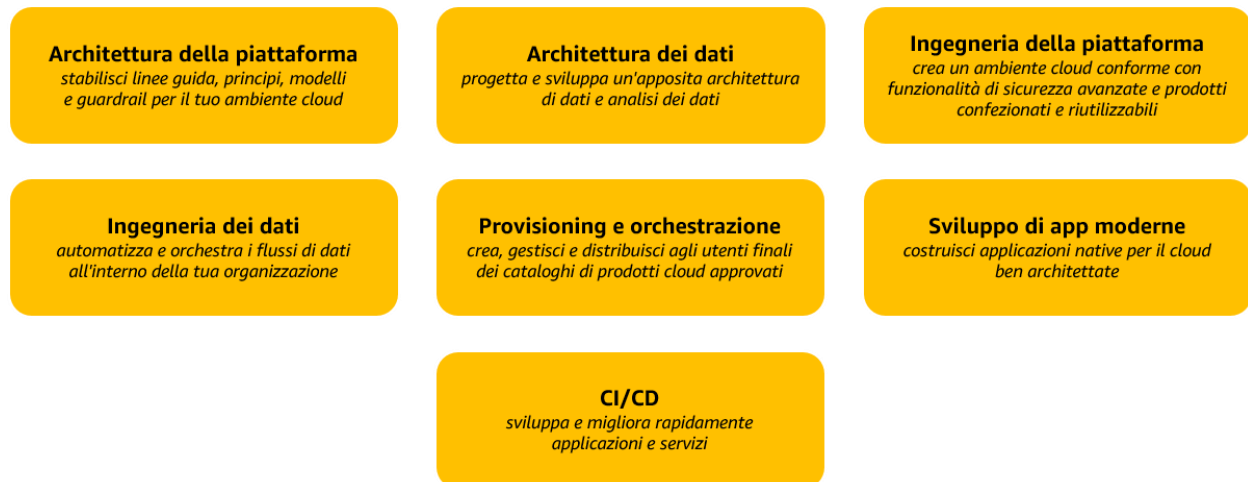 Architettura della piattaforma
stabilisci linee guida, principi, modelli
e guardrail per il tuo ambiente cloud
Architettura dei dati
progetta e sviluppa un'apposita architettura
di dati e analisi dei dati
Ingegneria della piattaforma
crea un ambiente cloud conforme con
funzionalità di sicurezza avanzate e prodotti
confezionati e riutilizzabili
Ingegneria dei dati
automatizza e orchestra i flussi di dati
all'interno della tua organizzazione
Provisioning e orchestrazione
crea, gestisci e distribuisci agli utenti finali
dei cataloghi di prodotti cloud approvati
Sviluppo di app moderne
costruisci applicazioni native per il cloud
ben architettate
CI/CD
sviluppa e migliora rapidamente
applicazioni e servizi